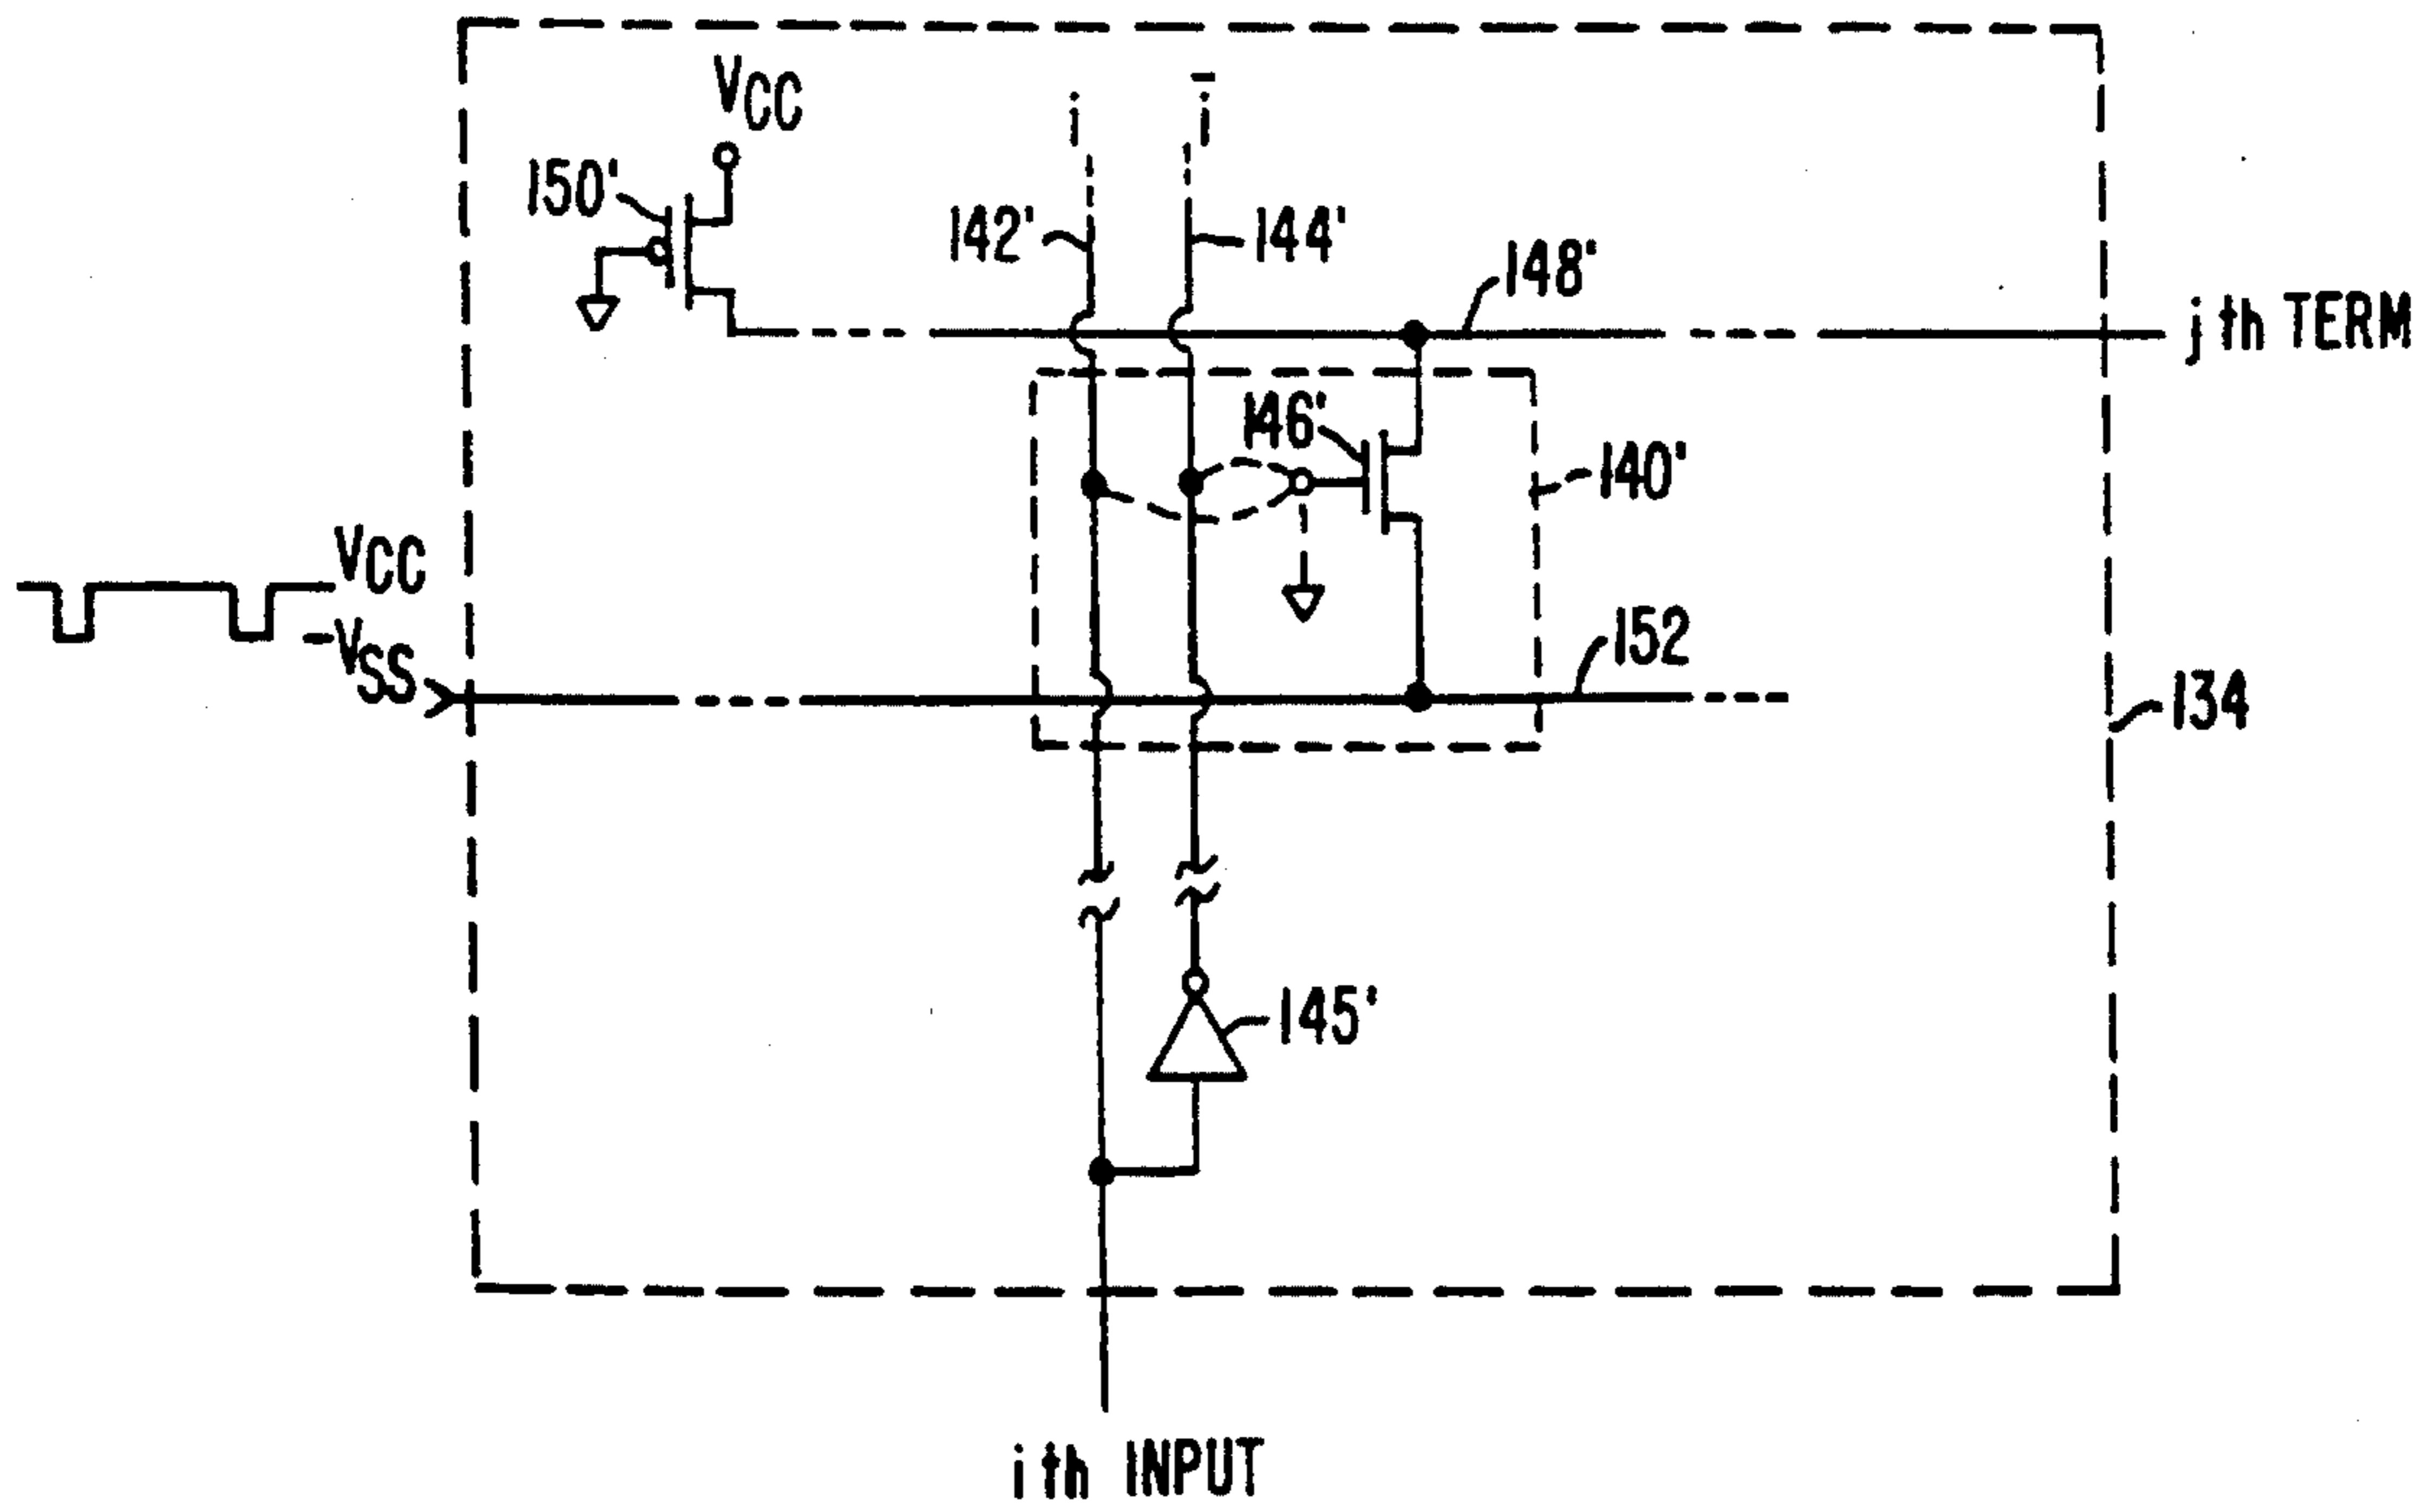 VCC
i
i̅
150'
142'
144'
148'
j th TERM
146'
140'
VCC
VSS
152
134
145'
i th INPUT